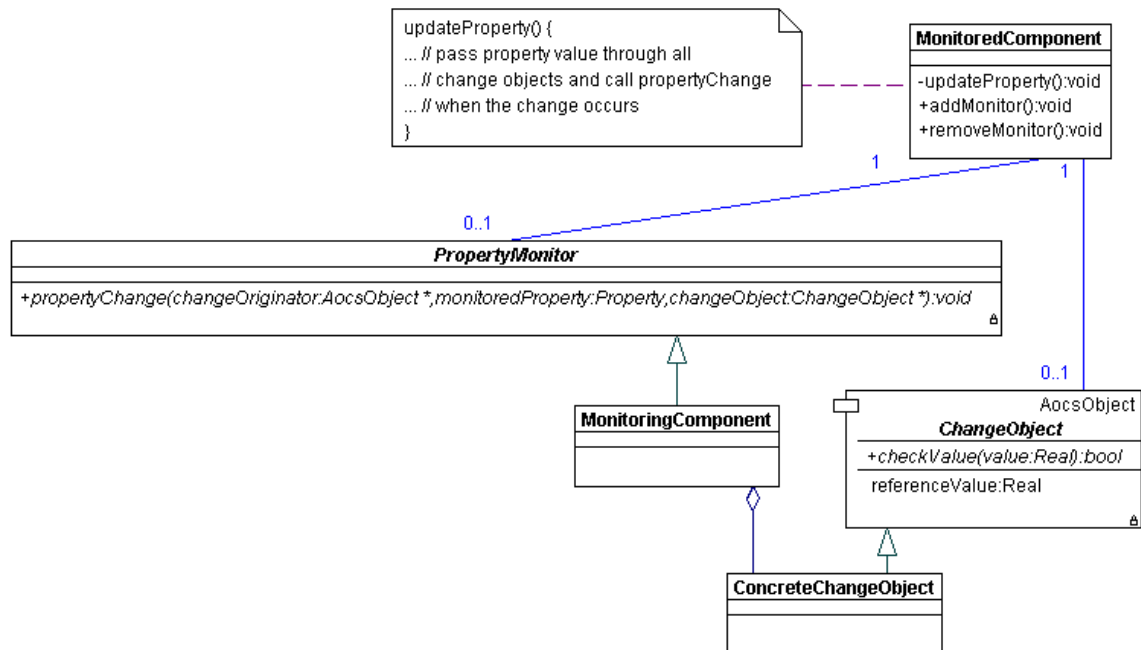 updateProperty() {
... // pass property value through all
... // change objects and call propertyChange
... // when the change occurs
}
MonitoredComponent
-updateProperty():void
+addMonitor():void
+removeMonitor():void
1
1
0..1
PropertyMonitor
+propertyChange(changeOriginator:AocsObject *,monitoredProperty:Property,changeObject:ChangeObject *):void
0..1
MonitoringComponent
AocsObject
ChangeObject
+checkValue(value:Real):bool
referenceValue:Real
ConcreteChangeObject